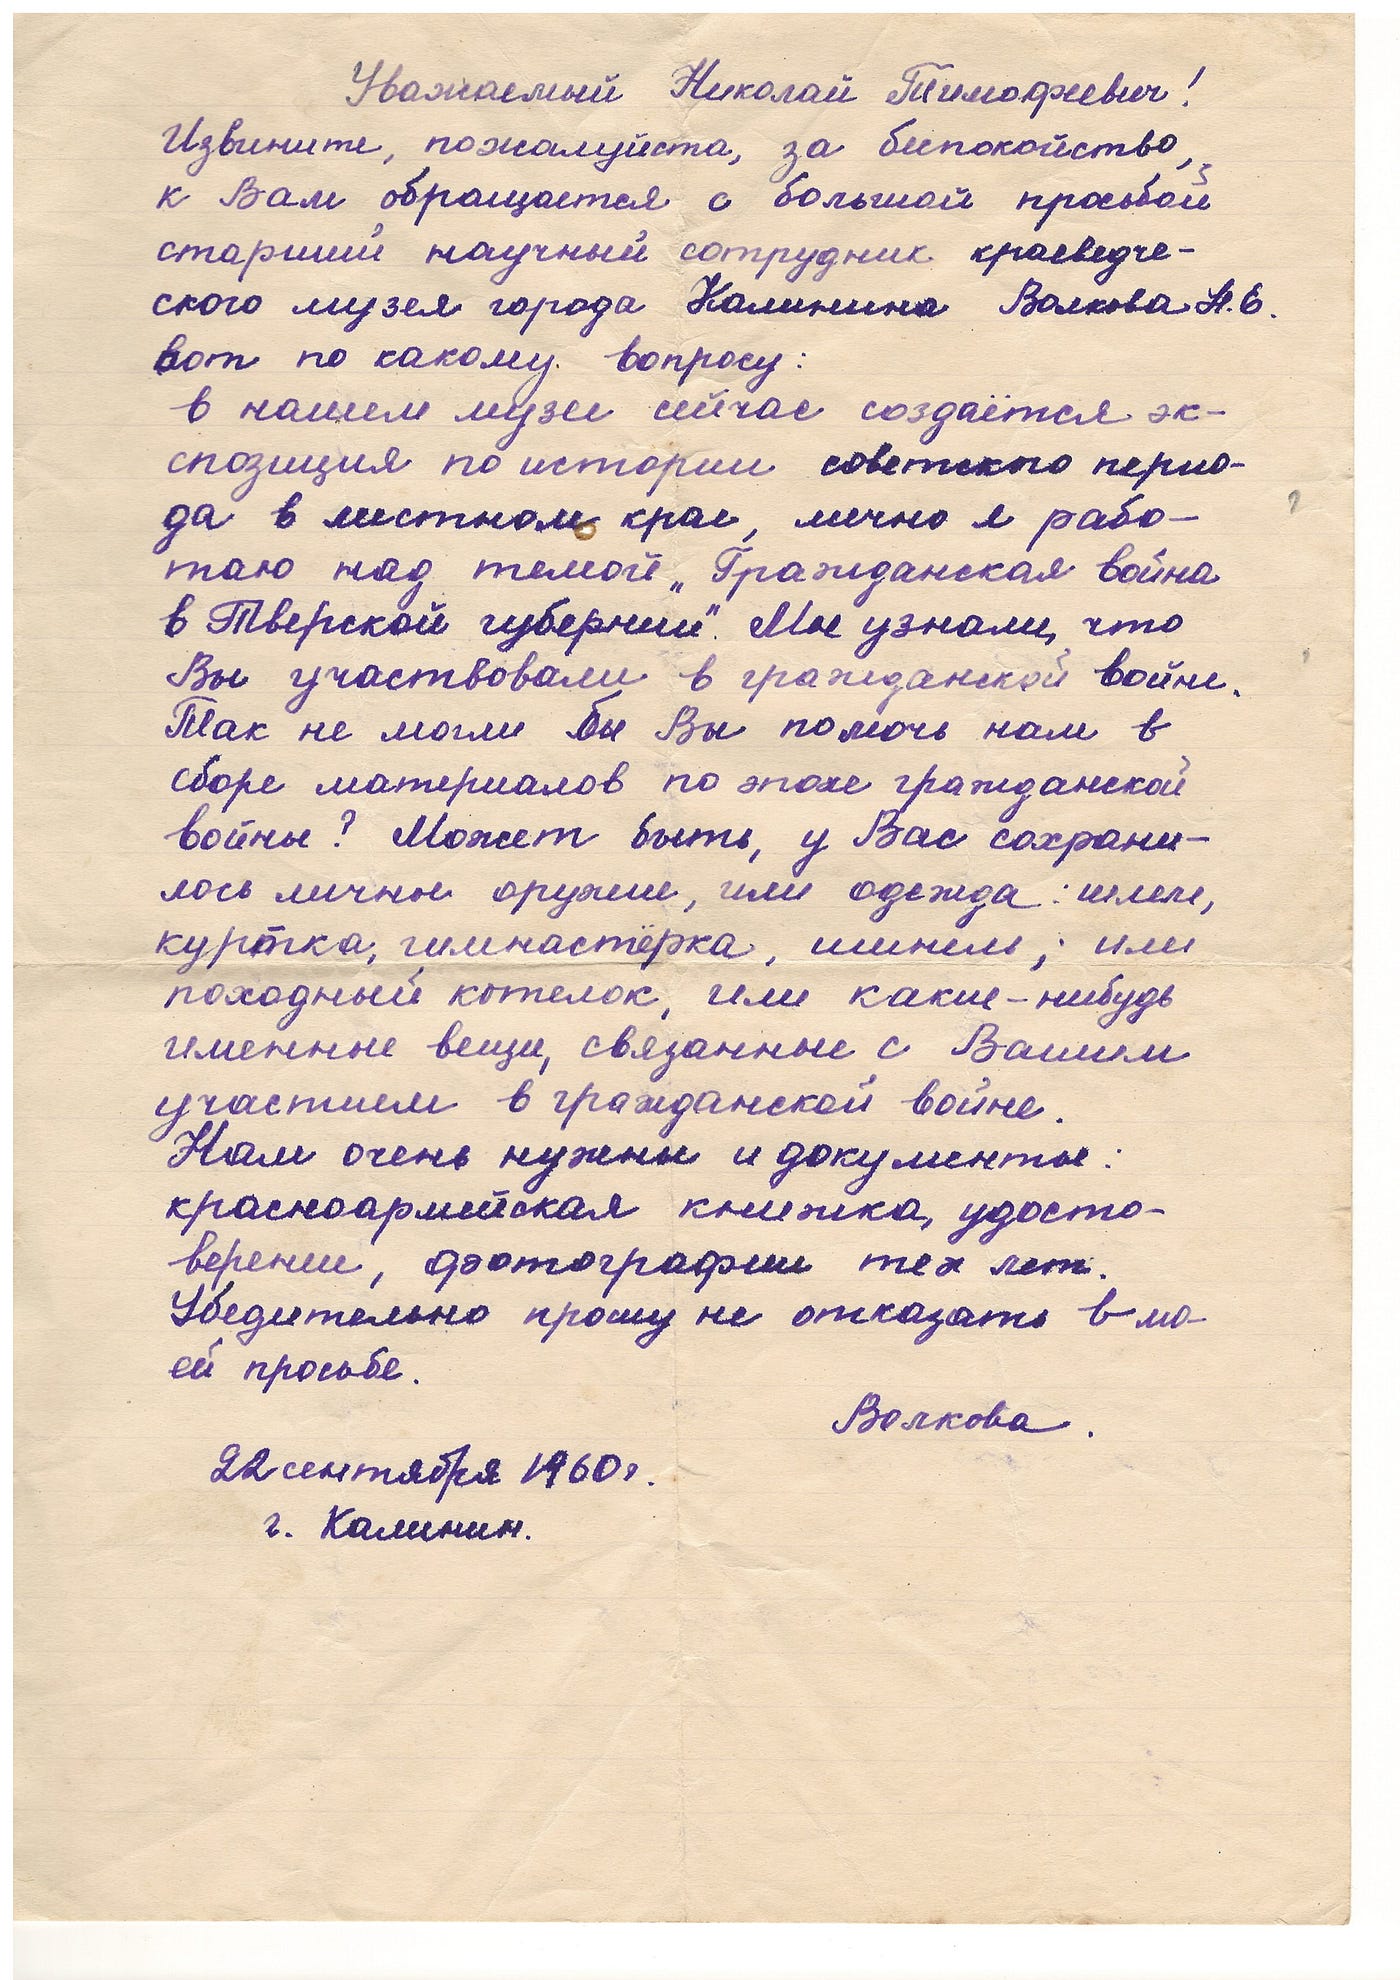 Уважаемый Николай Тимофеевич!
Извините, пожалуйста, за беспокойство,
к Вам обращается с большой просьбой
старший научный сотрудник краеведче-
ского музея города Калинина Волкова Н.Е.
вот по какому вопросу:
в нашем музее сейчас создаётся эк-
спозиция по истории советского перио-
да в местном крае, лично я рабо-
таю над темой „Гражданская война
в Тверской губернии". Мы узнали, что
Вы участвовали в гражданской войне.
Так не могли бы Вы помочь нам в
сборе материалов по эпохе гражданской
войны? Может быть, у Вас сохрани-
лось личное оружие, или одежда: шлем,
куртка, гимнастёрка, шинель; или
походный котелок, или какие-нибудь
именные вещи, связанные с Вашим
участием в гражданской войне.
Нам очень нужны и документы:
красноармейская книжка, удосто-
верение, фотографии тех лет.
Убедительно прошу не отказать в мо-
ей просьбе.
Волкова.
22 сентября 1960 г.
г. Калинин.